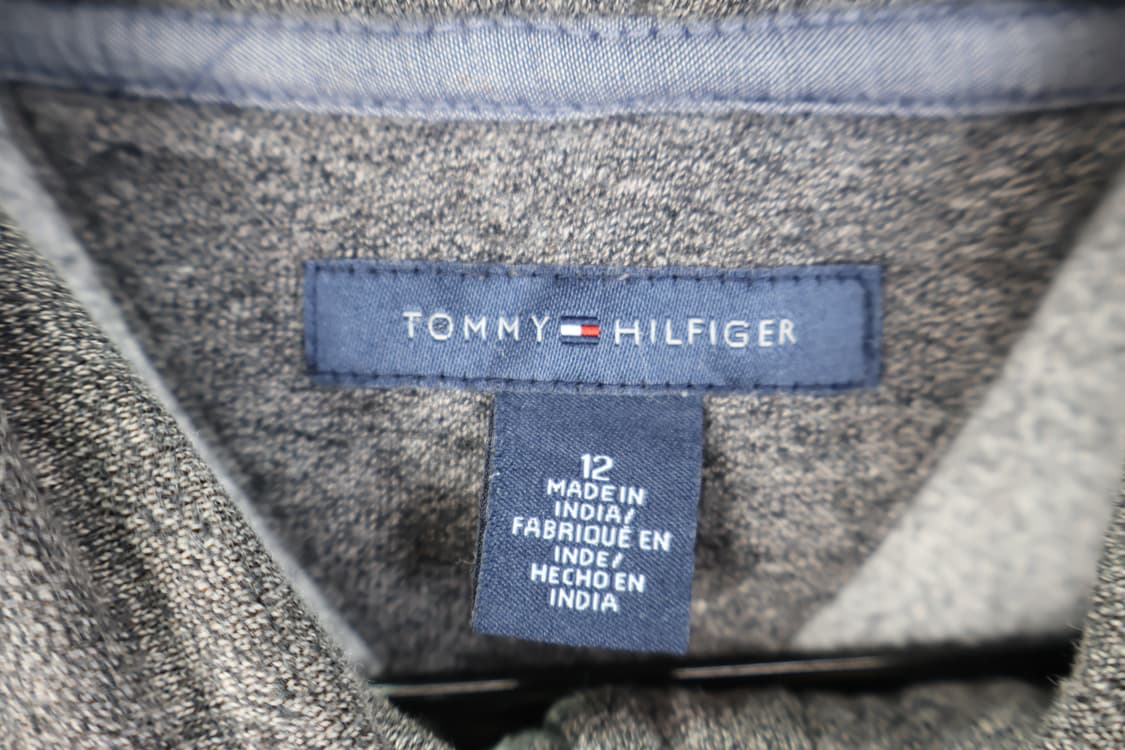 TOMMY HILFIGER
12
MADE IN
INDIA/
FABRIQUÉ EN
INDE/
HECHO EN
INDIA